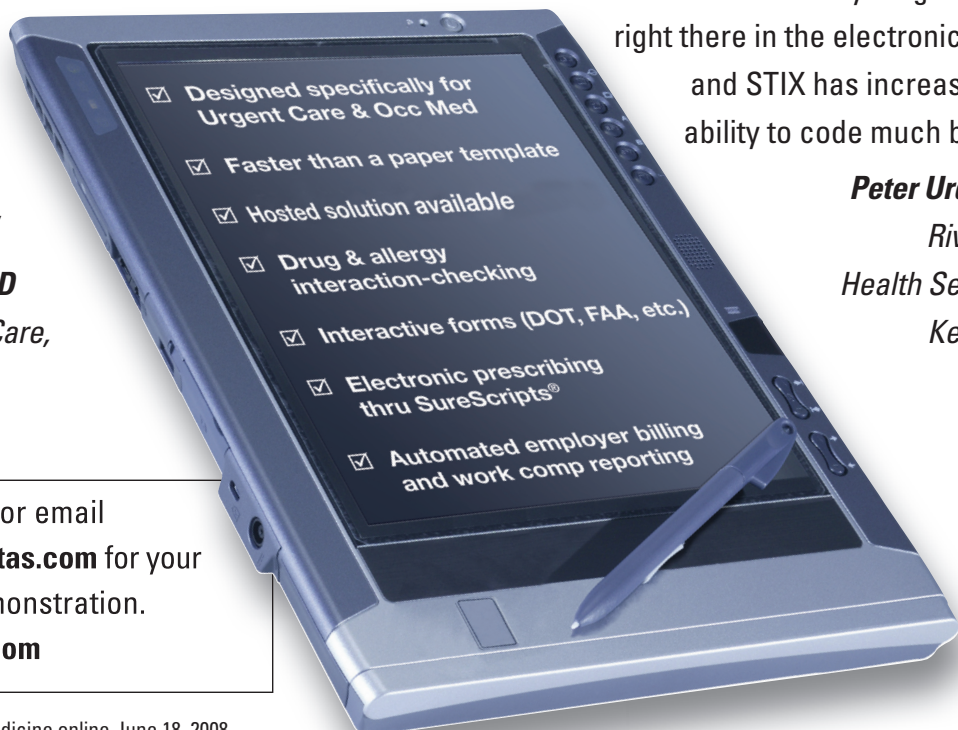 right there in the electronic
and STIX has increas
ability to code much b
Peter Ur
Riv
Health Se
Ke
D
Care,
☑ Designed specifically for
Urgent Care & Occ Med
☑ Faster than a paper template
☑ Hosted solution available
☑ Drug & allergy
interaction-checking
☑ Interactive forms (DOT, FAA, etc.)
☑ Electronic prescribing
thru SureScripts®
☑ Automated employer billing
and work comp reporting
or email
tas.com for your
monstration.
om
dicine online, June 18, 2008